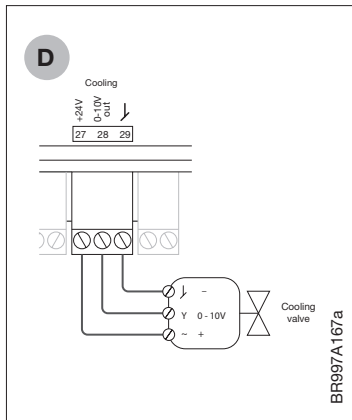 D
Cooling
+24V
0-10V
out
27 28 29
- 
Y 0 - 10V
~ +
Cooling
valve
BR997A167a